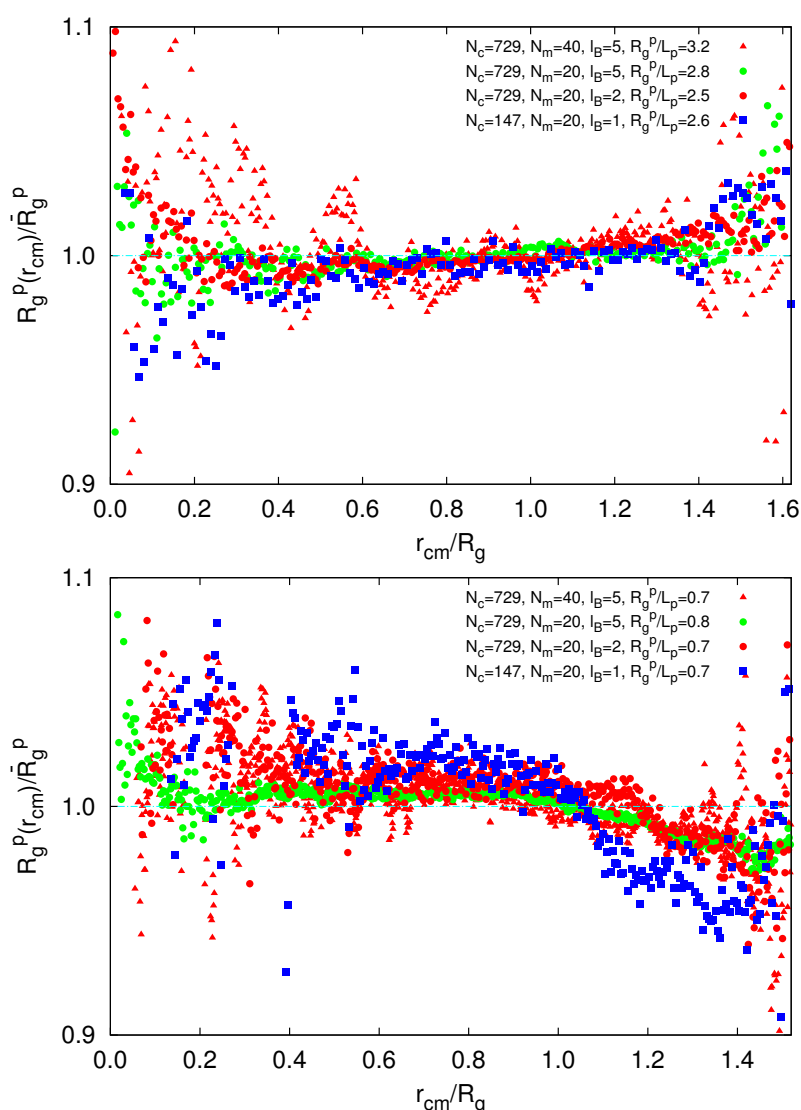 1.1
N_c=729, N_m=40, l_B=5, R_g^p/L_p=3.2
N_c=729, N_m=20, l_B=5, R_g^p/L_p=2.8
N_c=729, N_m=20, l_B=2, R_g^p/L_p=2.5
N_c=147, N_m=20, l_B=1, R_g^p/L_p=2.6
R_g^p(r_cm)/R̄_g^p
1.0
0.9
0.0 0.2 0.4 0.6 0.8 1.0 1.2 1.4 1.6
r_cm/R_g
1.1
N_c=729, N_m=40, l_B=5, R_g^p/L_p=0.7
N_c=729, N_m=20, l_B=5, R_g^p/L_p=0.8
N_c=729, N_m=20, l_B=2, R_g^p/L_p=0.7
N_c=147, N_m=20, l_B=1, R_g^p/L_p=0.7
R_g^p(r_cm)/R̄_g^p
1.0
0.9
0.0 0.2 0.4 0.6 0.8 1.0 1.2 1.4
r_cm/R_g